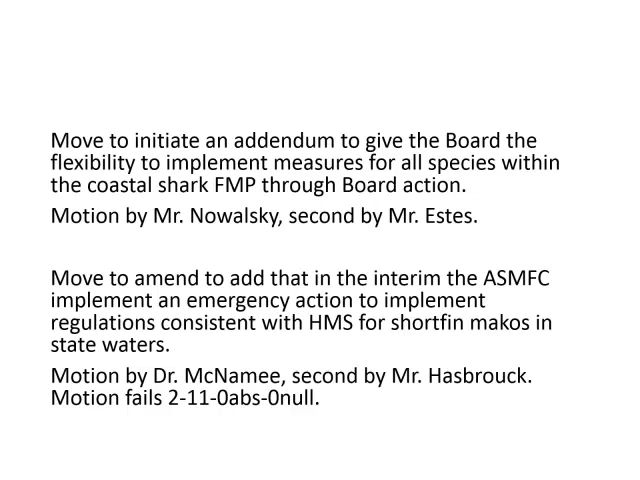 Move to initiate an addendum to give the Board the
flexibility to implement measures for all species within
the coastal shark FMP through Board action.
Motion by Mr. Nowalsky, second by Mr. Estes.
Move to amend to add that in the interim the ASMFC
implement an emergency action to implement
regulations consistent with HMS for shortfin makos in
state waters.
Motion by Dr. McNamee, second by Mr. Hasbrouck.
Motion fails 2-11-0abs-0null.